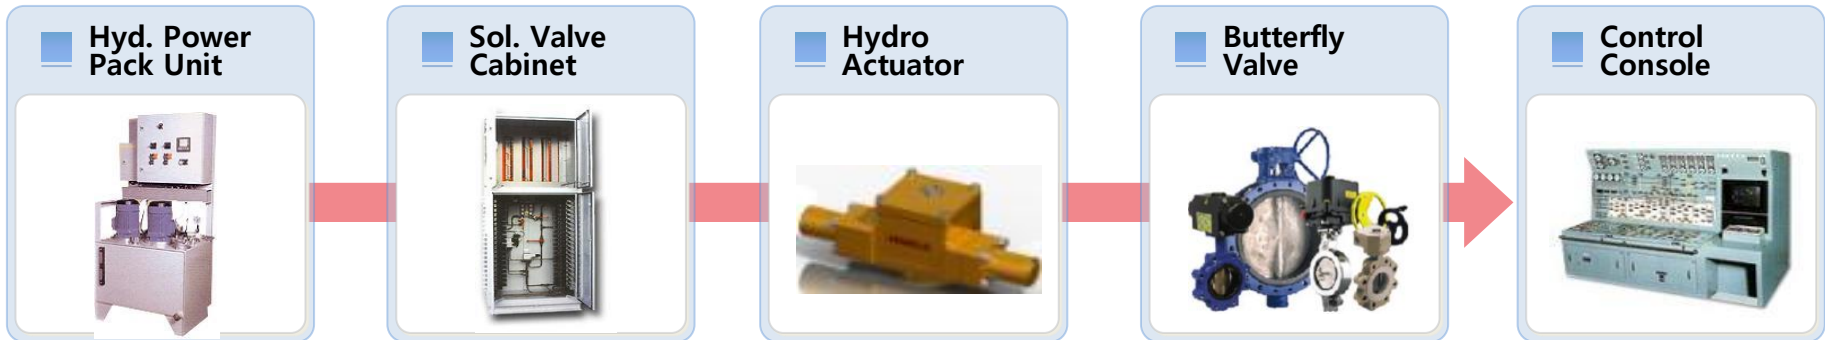 Hyd. Power
Pack Unit
Sol. Valve
Cabinet
Hydro
Actuator
Butterfly
Valve
Control
Console